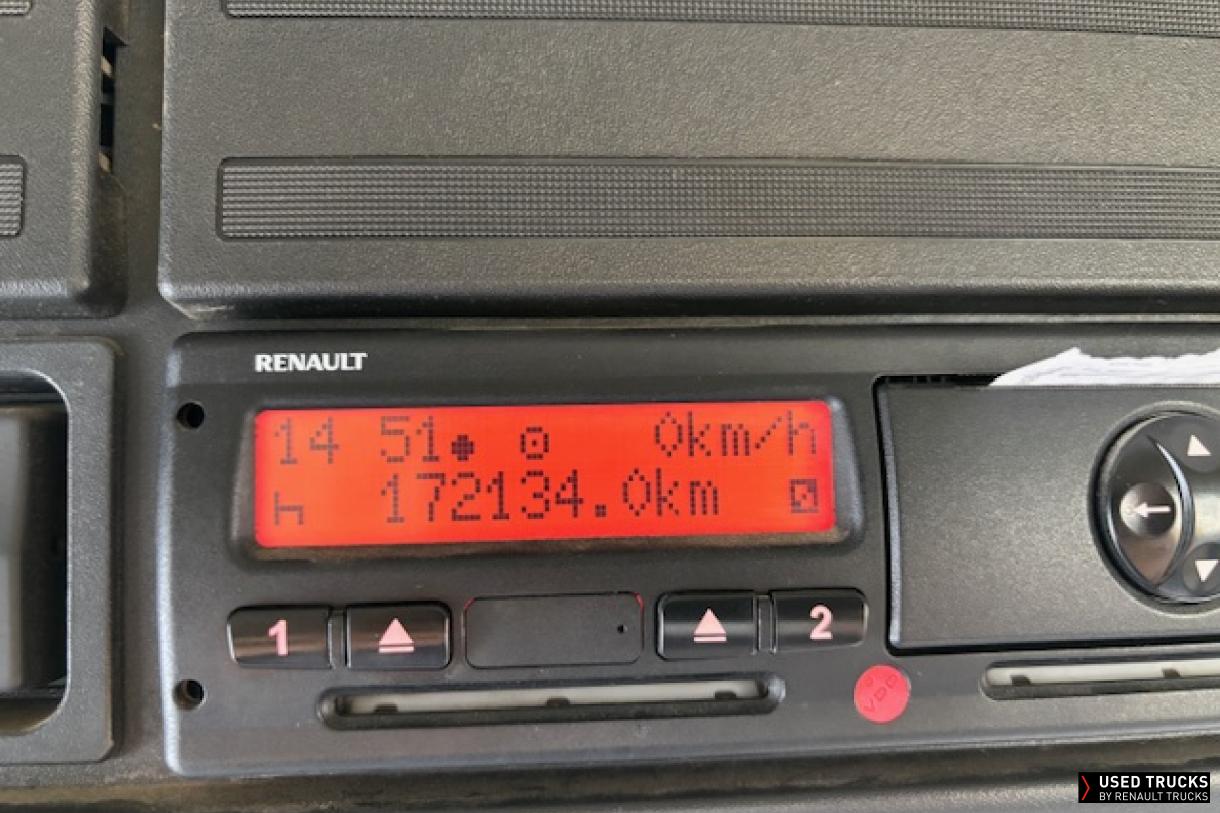 RENAULT
14 51 0km/h
h 172134.0km
1 2
VDO
USED TRUCKS
BY RENAULT TRUCKS